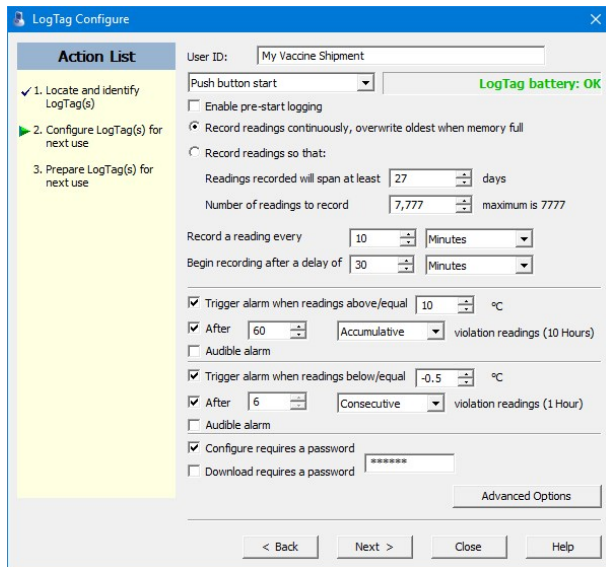 LogTag Configure
Action List
1. Locate and identify
LogTag(s)
2. Configure LogTag(s) for
next use
3. Prepare LogTag(s) for
next use
User ID: My Vaccine Shipment
Push button start LogTag battery: OK
Enable pre-start logging
Record readings continuously, overwrite oldest when memory full
Record readings so that:
Readings recorded will span at least 27 days
Number of readings to record 7,777 maximum is 7777
Record a reading every 10 Minutes
Begin recording after a delay of 30 Minutes
Trigger alarm when readings above/equal 10 ºC
After 60 Accumulative violation readings (10 Hours)
Audible alarm
Trigger alarm when readings below/equal -0.5 ºC
After 6 Consecutive violation readings (1 Hour)
Audible alarm
Configure requires a password
Download requires a password ******
Advanced Options
< Back Next > Close Help